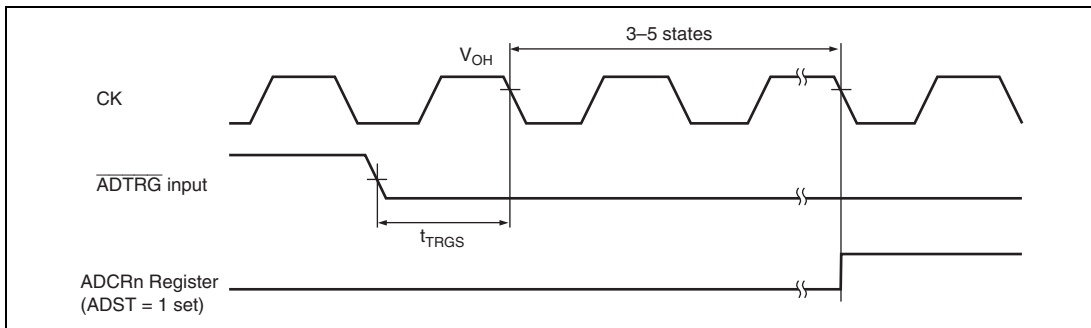 3–5 states
VOH
CK
ADTRG input
tTRGS
ADCRn Register
(ADST = 1 set)